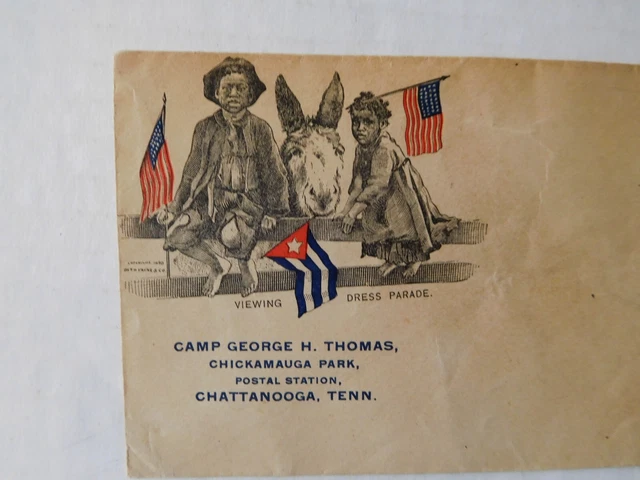 VIEWING DRESS PARADE.
CAMP GEORGE H. THOMAS,
CHICKAMAUGA PARK,
POSTAL STATION,
CHATTANOOGA, TENN.